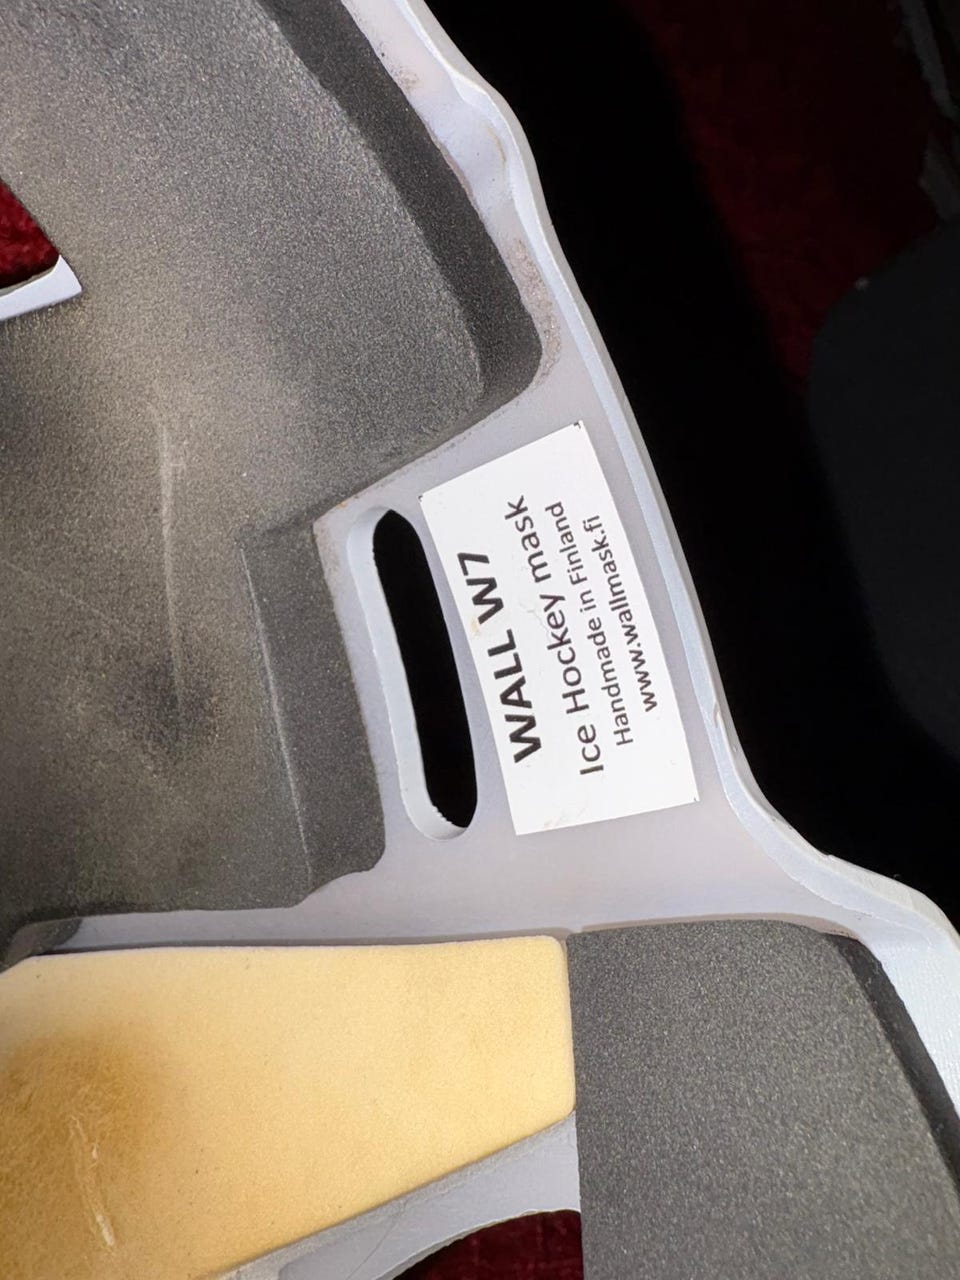 WALL W7
Ice Hockey mask
Handmade in Finland
www.wallmask.fi